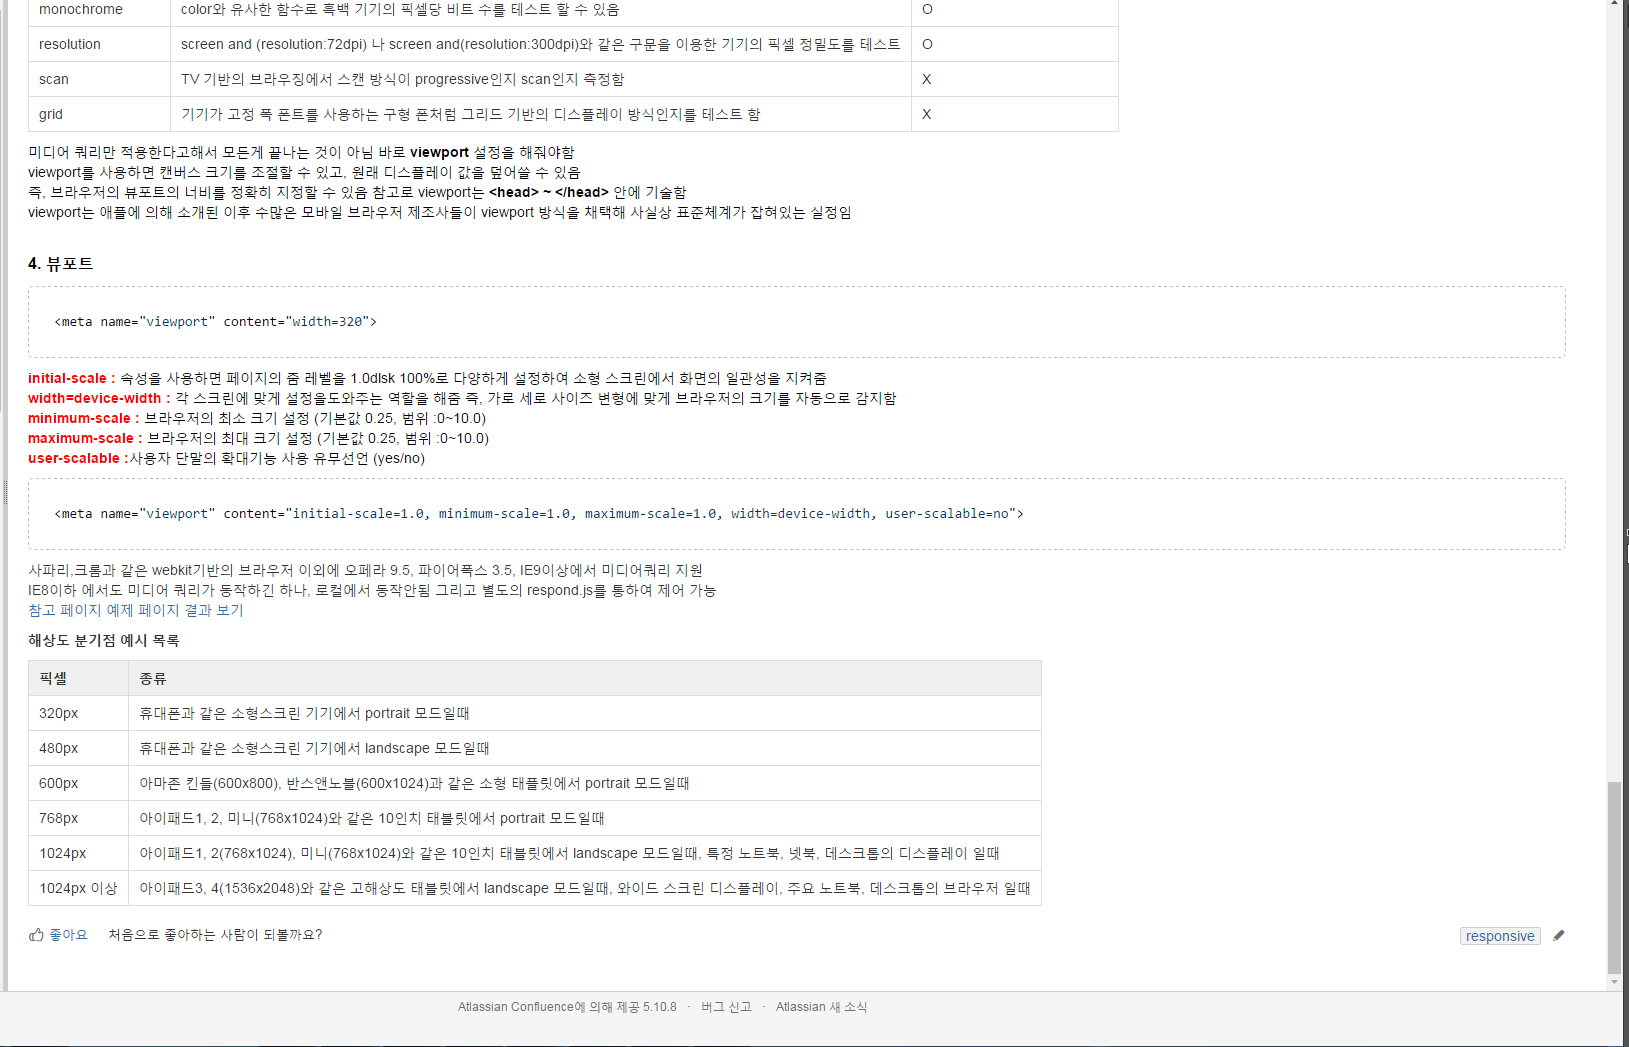 monochrome color와 유사한 함수로 흑백 기기의 픽셀당 비트 수를 테스트 할 수 있음 O
resolution screen and (resolution:72dpi) 나 screen and(resolution:300dpi)와 같은 구문을 이용한 기기의 픽셀 정밀도를 테스트 O
scan TV 기반의 브라우징에서 스캔 방식이 progressive인지 scan인지 측정함 X
grid 기기가 고정 폭 폰트를 사용하는 구형 폰처럼 그리드 기반의 디스플레이 방식인지를 테스트 함 X
미디어 쿼리만 적용한다고해서 모든게 끝나는 것이 아님 바로 viewport 설정을 해줘야함
viewport를 사용하면 캔버스 크기를 조절할 수 있고, 원래 디스플레이 값을 덮어쓸 수 있음
즉, 브라우저의 뷰포트의 너비를 정확히 지정할 수 있음 참고로 viewport는 <head> ~ </head> 안에 기술함
viewport는 애플에 의해 소개된 이후 수많은 모바일 브라우저 제조사들이 viewport 방식을 채택해 사실상 표준체계가 잡혀있는 실정임
4. 뷰포트
<meta name="viewport" content="width=320">
initial-scale : 속성을 사용하면 페이지의 줌 레벨을 1.0dlsk 100%로 다양하게 설정하여 소형 스크린에서 화면의 일관성을 지켜줌
width=device-width : 각 스크린에 맞게 설정을도와주는 역할을 해줌 즉, 가로 세로 사이즈 변형에 맞게 브라우저의 크기를 자동으로 감지함
minimum-scale : 브라우저의 최소 크기 설정 (기본값 0.25, 범위 :0~10.0)
maximum-scale : 브라우저의 최대 크기 설정 (기본값 0.25, 범위 :0~10.0)
user-scalable :사용자 단말의 확대기능 사용 유무선언 (yes/no)
<meta name="viewport" content="initial-scale=1.0, minimum-scale=1.0, maximum-scale=1.0, width=device-width, user-scalable=no">
사파리,크롬과 같은 webkit기반의 브라우저 이외에 오페라 9.5, 파이어폭스 3.5, IE9이상에서 미디어쿼리 지원
IE8이하 에서도 미디어 쿼리가 동작하긴 하나, 로컬에서 동작안됨 그리고 별도의 respond.js를 통하여 제어 가능
참고 페이지 예제 페이지 결과 보기
해상도 분기점 예시 목록
픽셀 종류
320px 휴대폰과 같은 소형스크린 기기에서 portrait 모드일때
480px 휴대폰과 같은 소형스크린 기기에서 landscape 모드일때
600px 아마존 킨들(600x800), 반스앤노블(600x1024)과 같은 소형 태플릿에서 portrait 모드일때
768px 아이패드1, 2, 미니(768x1024)와 같은 10인치 태블릿에서 portrait 모드일때
1024px 아이패드1, 2(768x1024), 미니(768x1024)와 같은 10인치 태블릿에서 landscape 모드일때, 특정 노트북, 넷북, 데스크톱의 디스플레이 일때
1024px 이상 아이패드3, 4(1536x2048)와 같은 고해상도 태블릿에서 landscape 모드일때, 와이드 스크린 디스플레이, 주요 노트북, 데스크톱의 브라우저 일때
좋아요 처음으로 좋아하는 사람이 되볼까요? responsive
Atlassian Confluence에 의해 제공 5.10.8 · 버그 신고 · Atlassian 새 소식